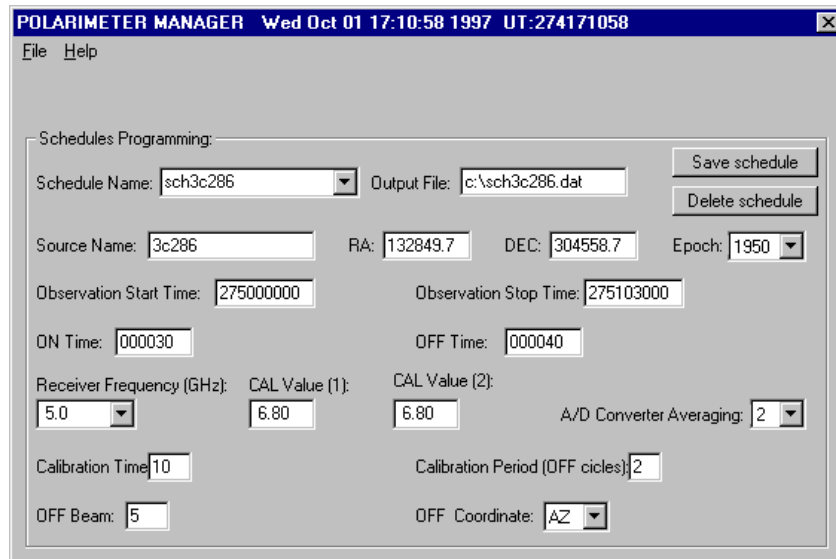 POLARIMETER MANAGER Wed Oct 01 17:10:58 1997 UT:274171058
File Help
Schedules Programming:
Save schedule
Schedule Name: sch3c286 Output File: c:\sch3c286.dat
Delete schedule
Source Name: 3c286 RA: 132849.7 DEC: 304558.7 Epoch: 1950
Observation Start Time: 275000000 Observation Stop Time: 275103000
ON Time: 000030 OFF Time: 000040
Receiver Frequency (GHz): CAL Value (1): CAL Value (2):
5.0 6.80 6.80 A/D Converter Averaging: 2
Calibration Time 10 Calibration Period (OFF cicles): 2
OFF Beam: 5 OFF Coordinate: AZ